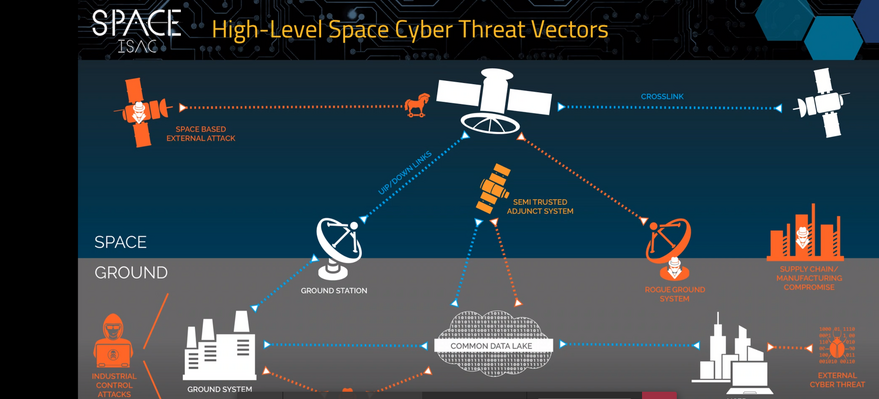 SPACE
ISAC
High-Level Space Cyber Threat Vectors
CROSSLINK
SPACE BASED
EXTERNAL ATTACK
UIP/DOWN LINKS
SEMI TRUSTED
ADJUNCT SYSTEM
SPACE
GROUND
GROUND STATION
ROGUE GROUND
SYSTEM
SUPPLY CHAIN/
MANUFACTURING
COMPROMISE
COMMON DATA LAKE
INDUSTRIAL
CONTROL
ATTACKS
GROUND SYSTEM
EXTERNAL
CYBER THREAT